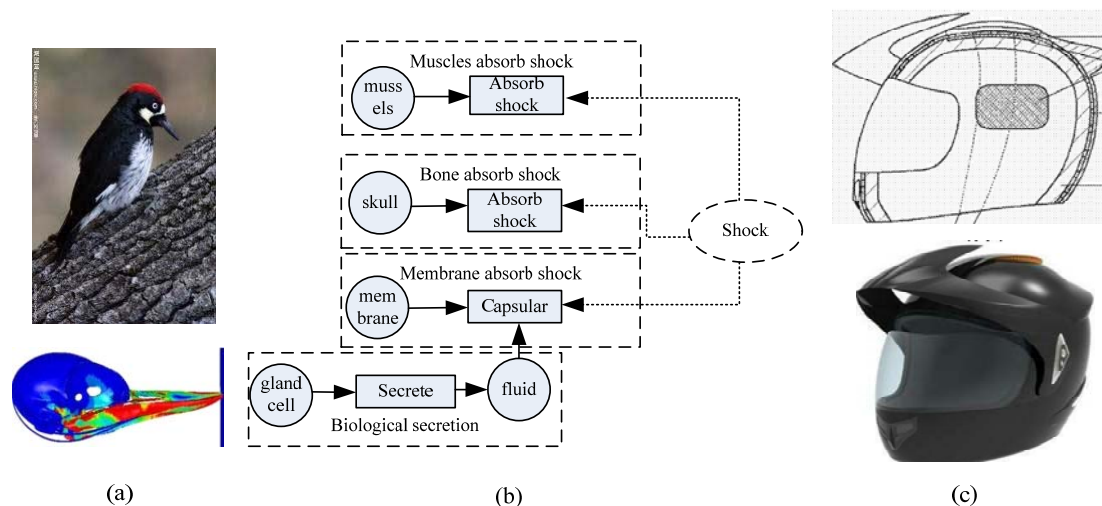 Muscles absorb shock
muss
els
Absorb
shock
Bone absorb shock
skull
Absorb
shock
Shock
Membrane absorb shock
mem
brane
Capsular
gland
cell
Secrete
fluid
Biological secretion
(a)
(b)
(c)